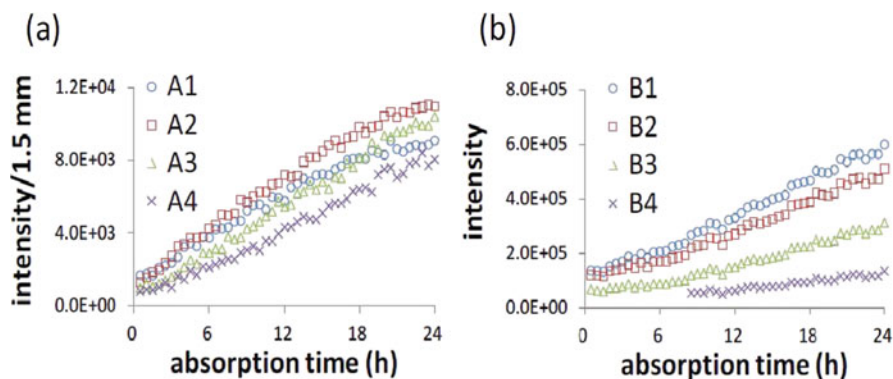 (a)
intensity/1.5 mm
1.2E+04
8.0E+03
4.0E+03
0.0E+00
A1
A2
A3
A4
0 6 12 18 24
absorption time (h)
(b)
intensity
8.0E+05
6.0E+05
4.0E+05
2.0E+05
0.0E+00
B1
B2
B3
B4
0 6 12 18 24
absorption time (h)